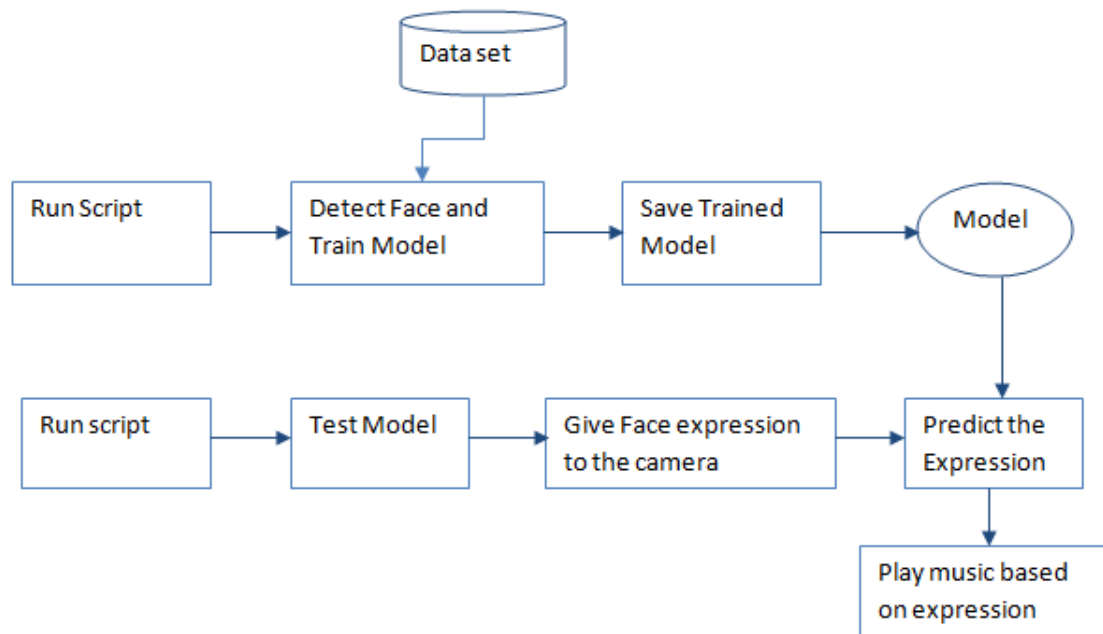 Data set
Run Script
Detect Face and
Train Model
Save Trained
Model
Model
Run script
Test Model
Give Face expression
to the camera
Predict the
Expression
Play music based
on expression